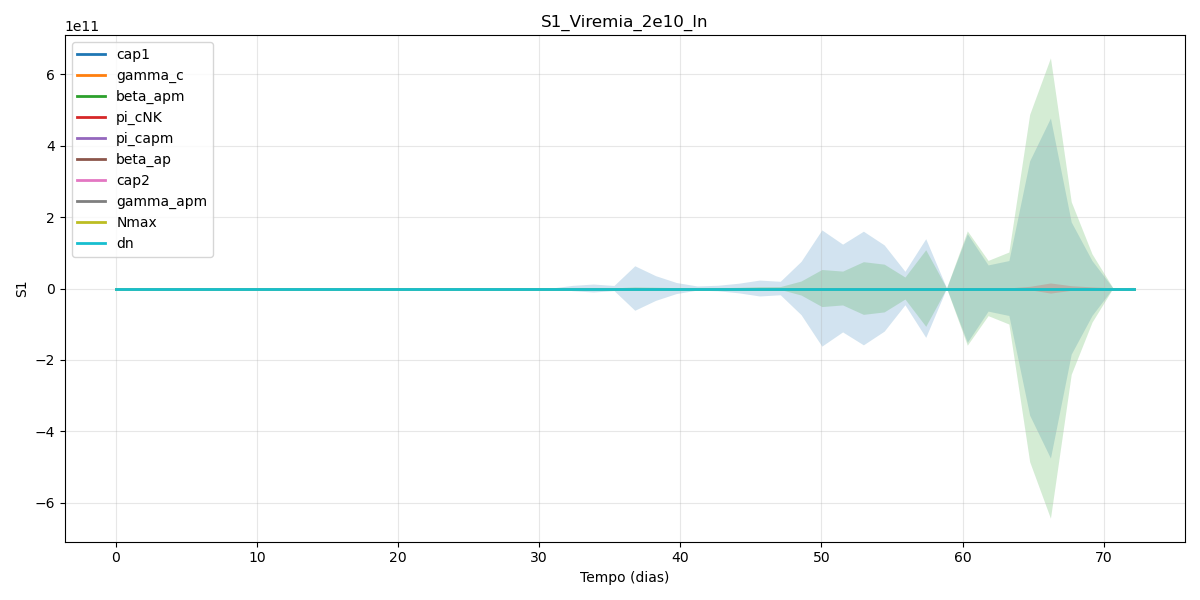 S1_Viremia_2e10_ln
1e11
cap1
gamma_c
beta_apm
pi_cNK
pi_capm
beta_ap
cap2
gamma_apm
Nmax
dn
6
4
2
0
−2
−4
−6
S1
0 10 20 30 40 50 60 70
Tempo (dias)